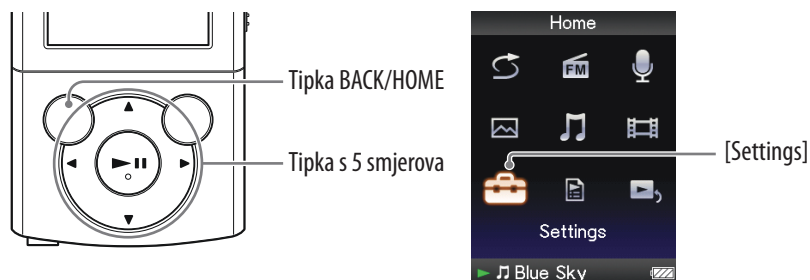 Home
FM
Tipka BACK/HOME
Tipka s 5 smjerova
[Settings]
Settings
Blue Sky